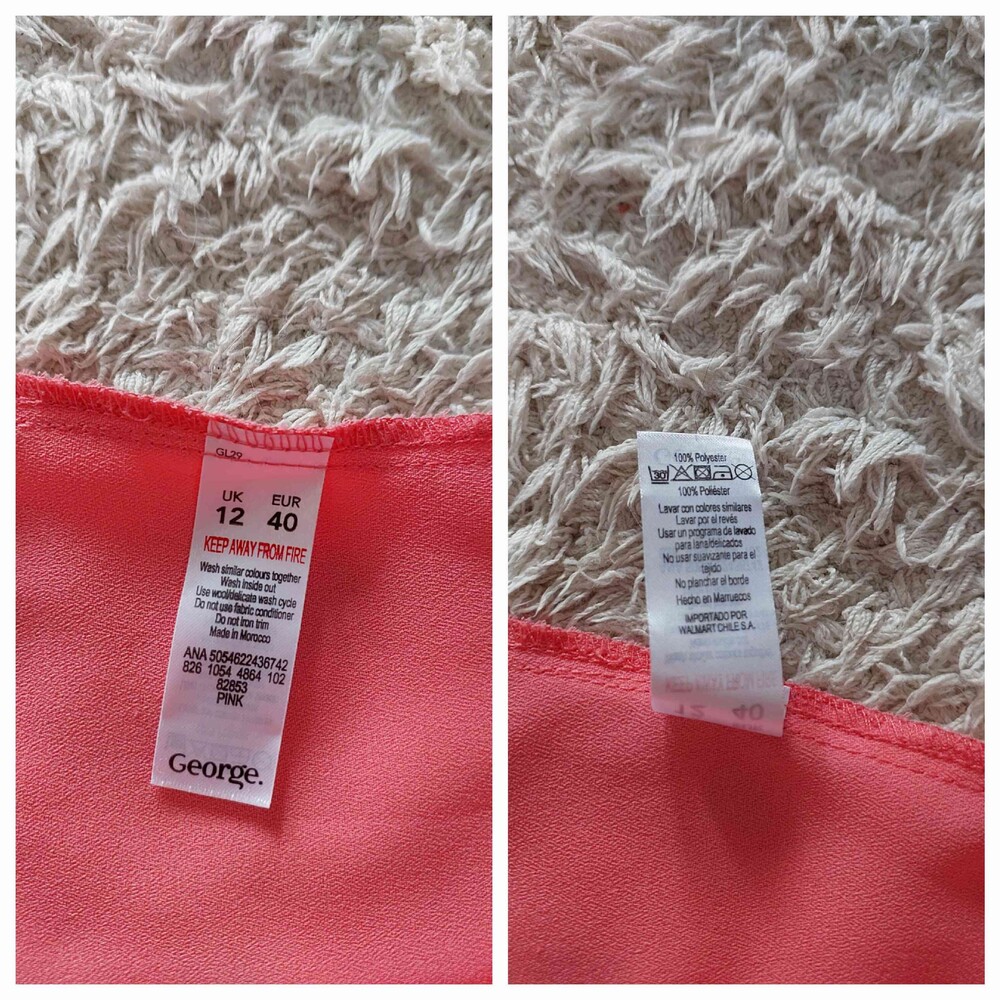 GL29
UK EUR
12 40
KEEP AWAY FROM FIRE
Wash similar colours together
Wash inside out
Use wool/delicate wash cycle
Do not use fabric conditioner
Do not iron trim
Made in Morocco
ANA 5054622436742
826 1054 4864 102
82853
PINK
George.
100% Polyester
30°
100% Poliéster
Lavar con colores similares
Lavar por el revés
Usar un programa de lavado
para lana/delicados
No usar suavizante para el
tejido
No planchar el borde
Hecho en Marruecos
IMPORTADO POR
WALMART CHILE S.A.